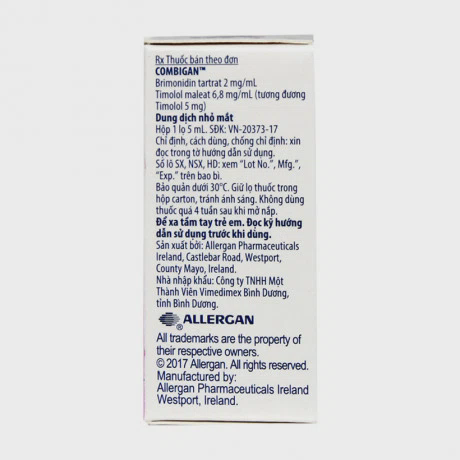 Rx Thuốc bán theo đơn
COMBIGAN™
Brimonidin tartrat 2 mg/mL
Timolol maleat 6,8 mg/mL (tương đương
Timolol 5 mg)
Dung dịch nhỏ mắt
Hộp 1 lọ 5 mL. SĐK: VN-20373-17
Chỉ định, cách dùng, chống chỉ định: xin
đọc trong tờ hướng dẫn sử dụng.
Số lô SX, NSX, HD: xem "Lot No.", Mfg.",
"Exp." trên bao bì.
Bảo quản dưới 30°C. Giữ lọ thuốc trong
hộp carton, tránh ánh sáng. Không dùng
thuốc quá 4 tuần sau khi mở nắp.
Để xa tầm tay trẻ em. Đọc kỹ hướng
dẫn sử dụng trước khi dùng.
Sản xuất bởi: Allergan Pharmaceuticals
Ireland, Castlebar Road, Westport,
County Mayo, Ireland.
Nhà nhập khẩu: Công ty TNHH Một
Thành Viên Vimedimex Bình Dương,
tỉnh Bình Dương.
® ALLERGAN
All trademarks are the property of
their respective owners.
© 2017 Allergan. All rights reserved.
Manufactured by:
Allergan Pharmaceuticals Ireland
Westport, Ireland.